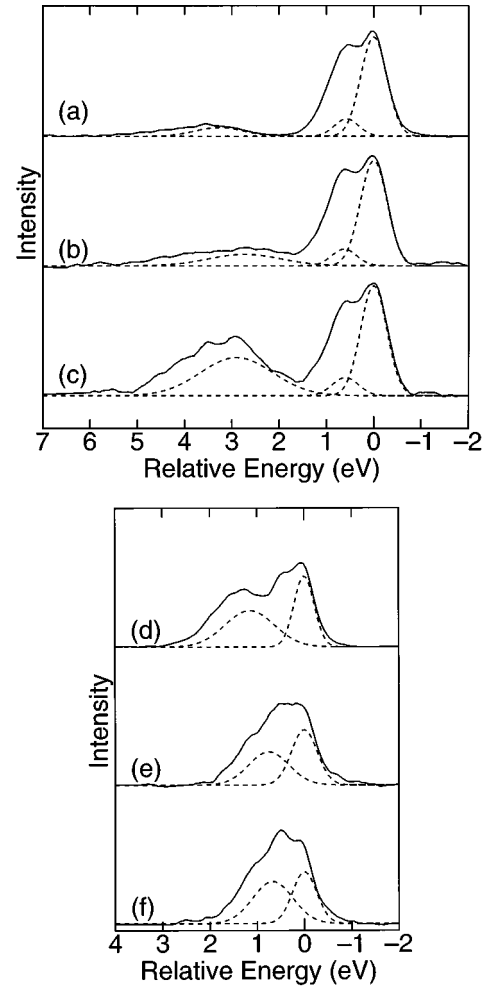 (a)
(b)
(c)
Intensity
7 6 5 4 3 2 1 0 −1 −2
Relative Energy (eV)
(d)
(e)
(f)
Intensity
4 3 2 1 0 −1 −2
Relative Energy (eV)